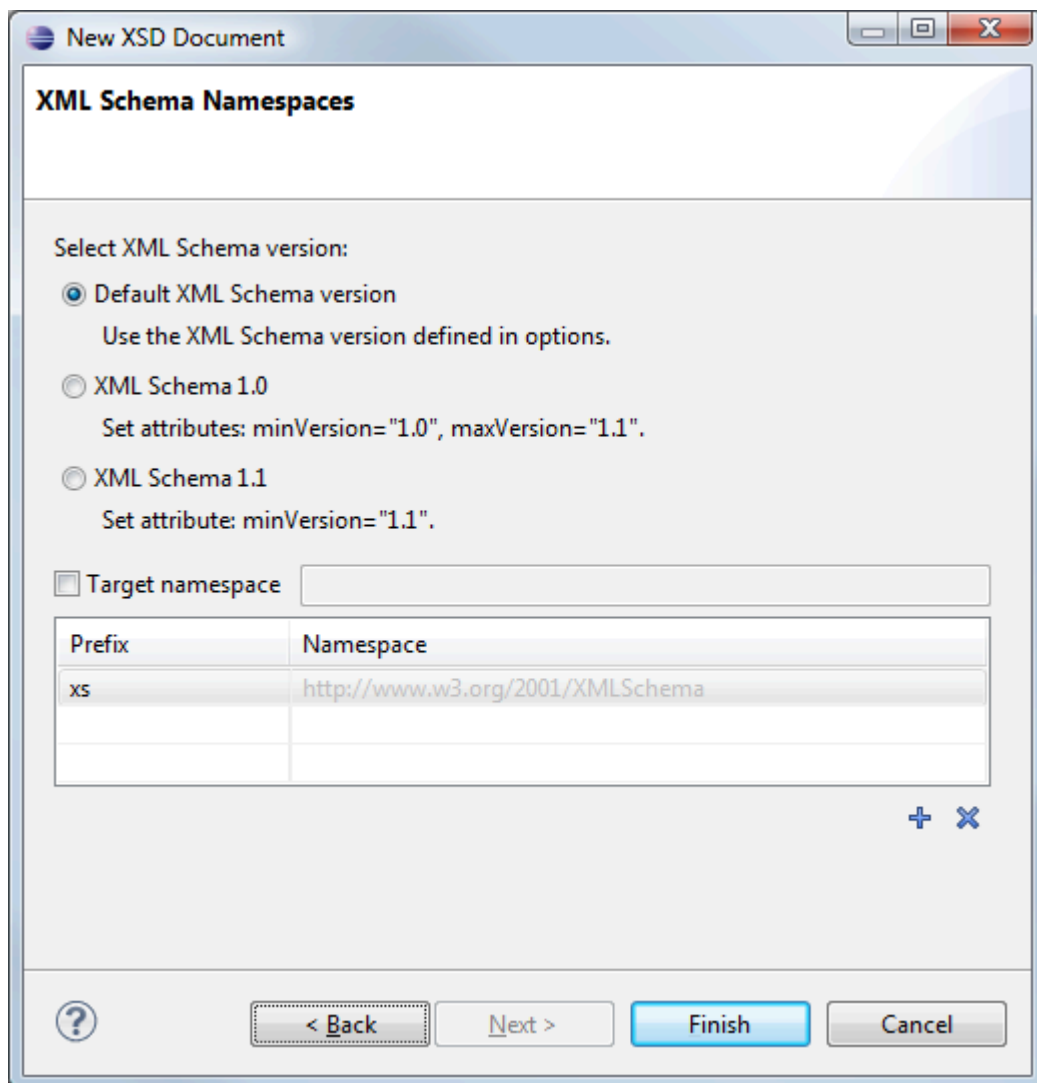 New XSD Document
XML Schema Namespaces
Select XML Schema version:
Default XML Schema version
Use the XML Schema version defined in options.
XML Schema 1.0
Set attributes: minVersion="1.0", maxVersion="1.1".
XML Schema 1.1
Set attribute: minVersion="1.1".
Target namespace
Prefix Namespace
xs http://www.w3.org/2001/XMLSchema
? < Back Next > Finish Cancel